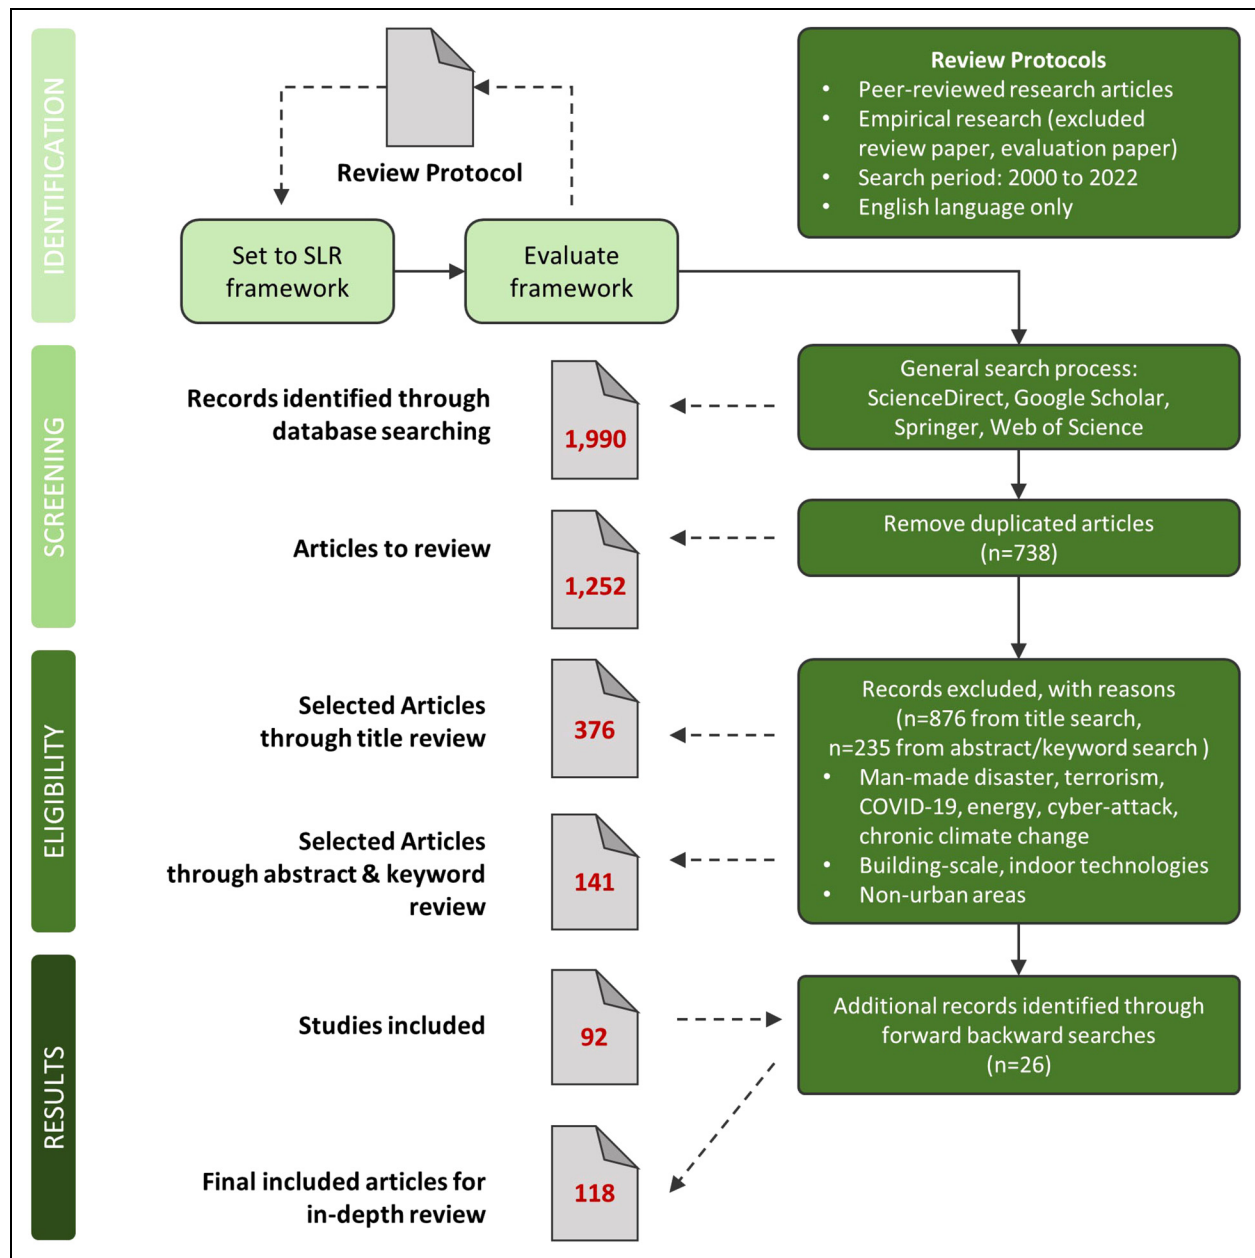 IDENTIFICATION
Review Protocol
Set to SLR
framework
Evaluate
framework
Review Protocols
• Peer-reviewed research articles
• Empirical research (excluded
review paper, evaluation paper)
• Search period: 2000 to 2022
• English language only
SCREENING
Records identified through
database searching
1,990
General search process:
ScienceDirect, Google Scholar,
Springer, Web of Science
Articles to review
1,252
Remove duplicated articles
(n=738)
ELIGIBILITY
Selected Articles
through title review
376
Selected Articles
through abstract & keyword
review
141
Records excluded, with reasons
(n=876 from title search,
n=235 from abstract/keyword search )
• Man-made disaster, terrorism,
COVID-19, energy, cyber-attack,
chronic climate change
• Building-scale, indoor technologies
• Non-urban areas
RESULTS
Studies included
92
Additional records identified through
forward backward searches
(n=26)
Final included articles for
in-depth review
118